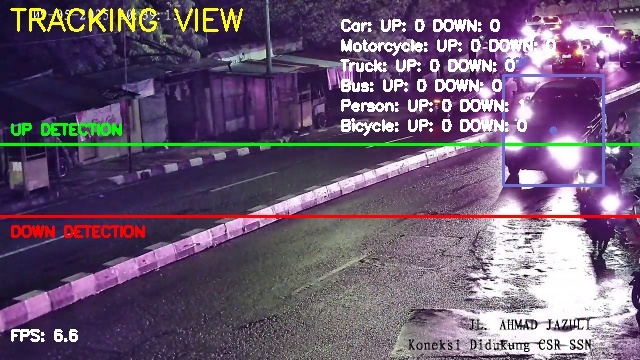 TRACKING VIEW
Car: UP: 0 DOWN: 0
Motorcycle: UP: 0 DOWN: 0
Truck: UP: 0 DOWN: 0
Bus: UP: 0 DOWN: 0
Person: UP: 0 DOWN: 1
Bicycle: UP: 0 DOWN: 0
UP DETECTION
DOWN DETECTION
FPS: 6.6
JL. AHMAD JAZULI
Koneksi Didukung CSR SSN